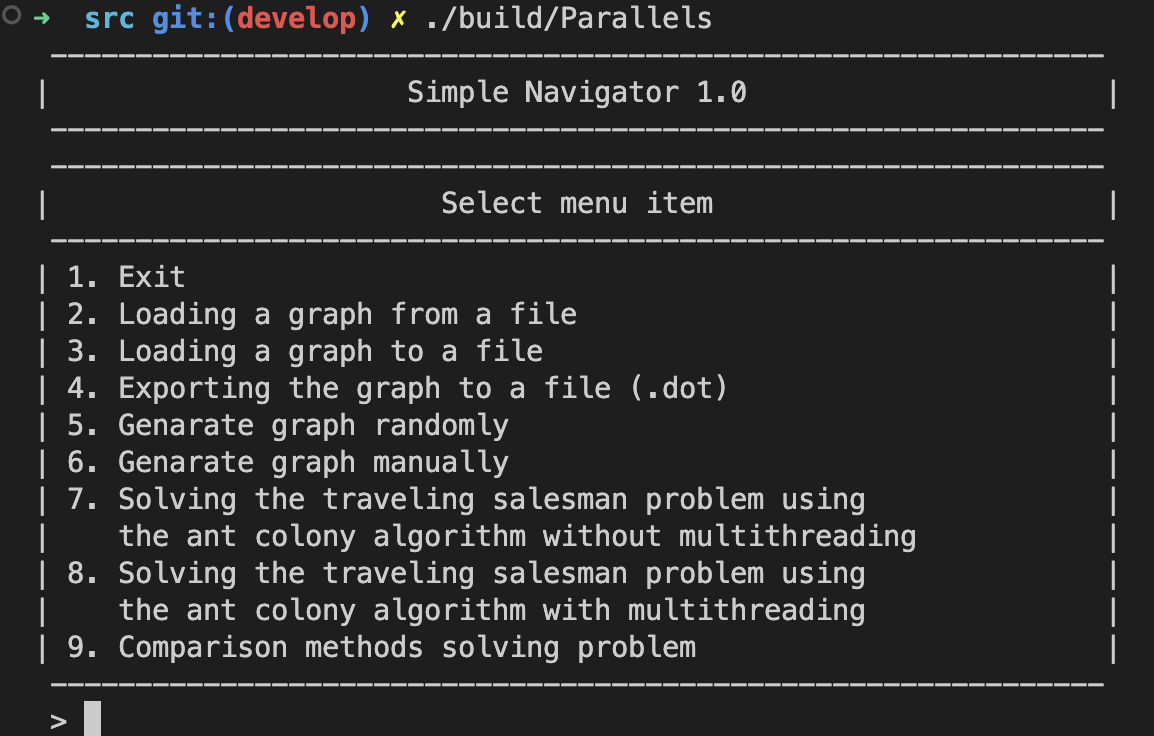 ➜ src git:(develop) ✗ ./build/Parallels
Simple Navigator 1.0
Select menu item
| 1. Exit |
| 2. Loading a graph from a file |
| 3. Loading a graph to a file |
| 4. Exporting the graph to a file (.dot) |
| 5. Genarate graph randomly |
| 6. Genarate graph manually |
| 7. Solving the traveling salesman problem using |
| the ant colony algorithm without multithreading |
| 8. Solving the traveling salesman problem using |
| the ant colony algorithm with multithreading |
| 9. Comparison methods solving problem |
>